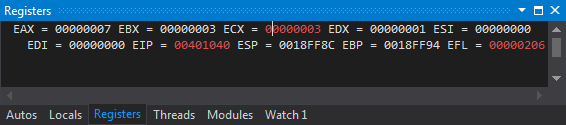 Registers
EAX = 00000007 EBX = 00000003 ECX = 00000003 EDX = 00000001 ESI = 00000000
EDI = 00000000 EIP = 00401040 ESP = 0018FF8C EBP = 0018FF94 EFL = 00000206
Autos Locals Registers Threads Modules Watch 1